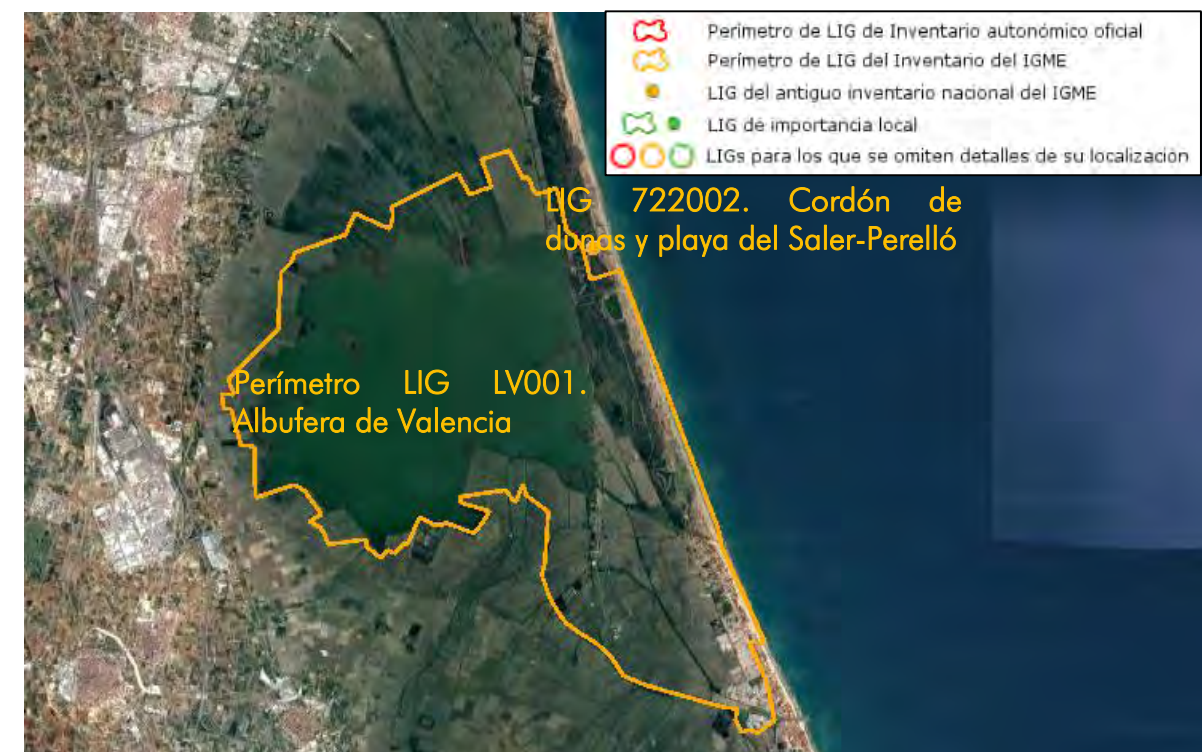 Perímetro de LIG de Inventario autonómico oficial
Perímetro de LIG del Inventario del IGME
LIG del antiguo inventario nacional del IGME
LIG de importancia local
LIGs para los que se omiten detalles de su localización
LIG 722002. Cordón de
dunas y playa del Saler-Perelló
Perímetro LIG LV001.
Albufera de Valencia